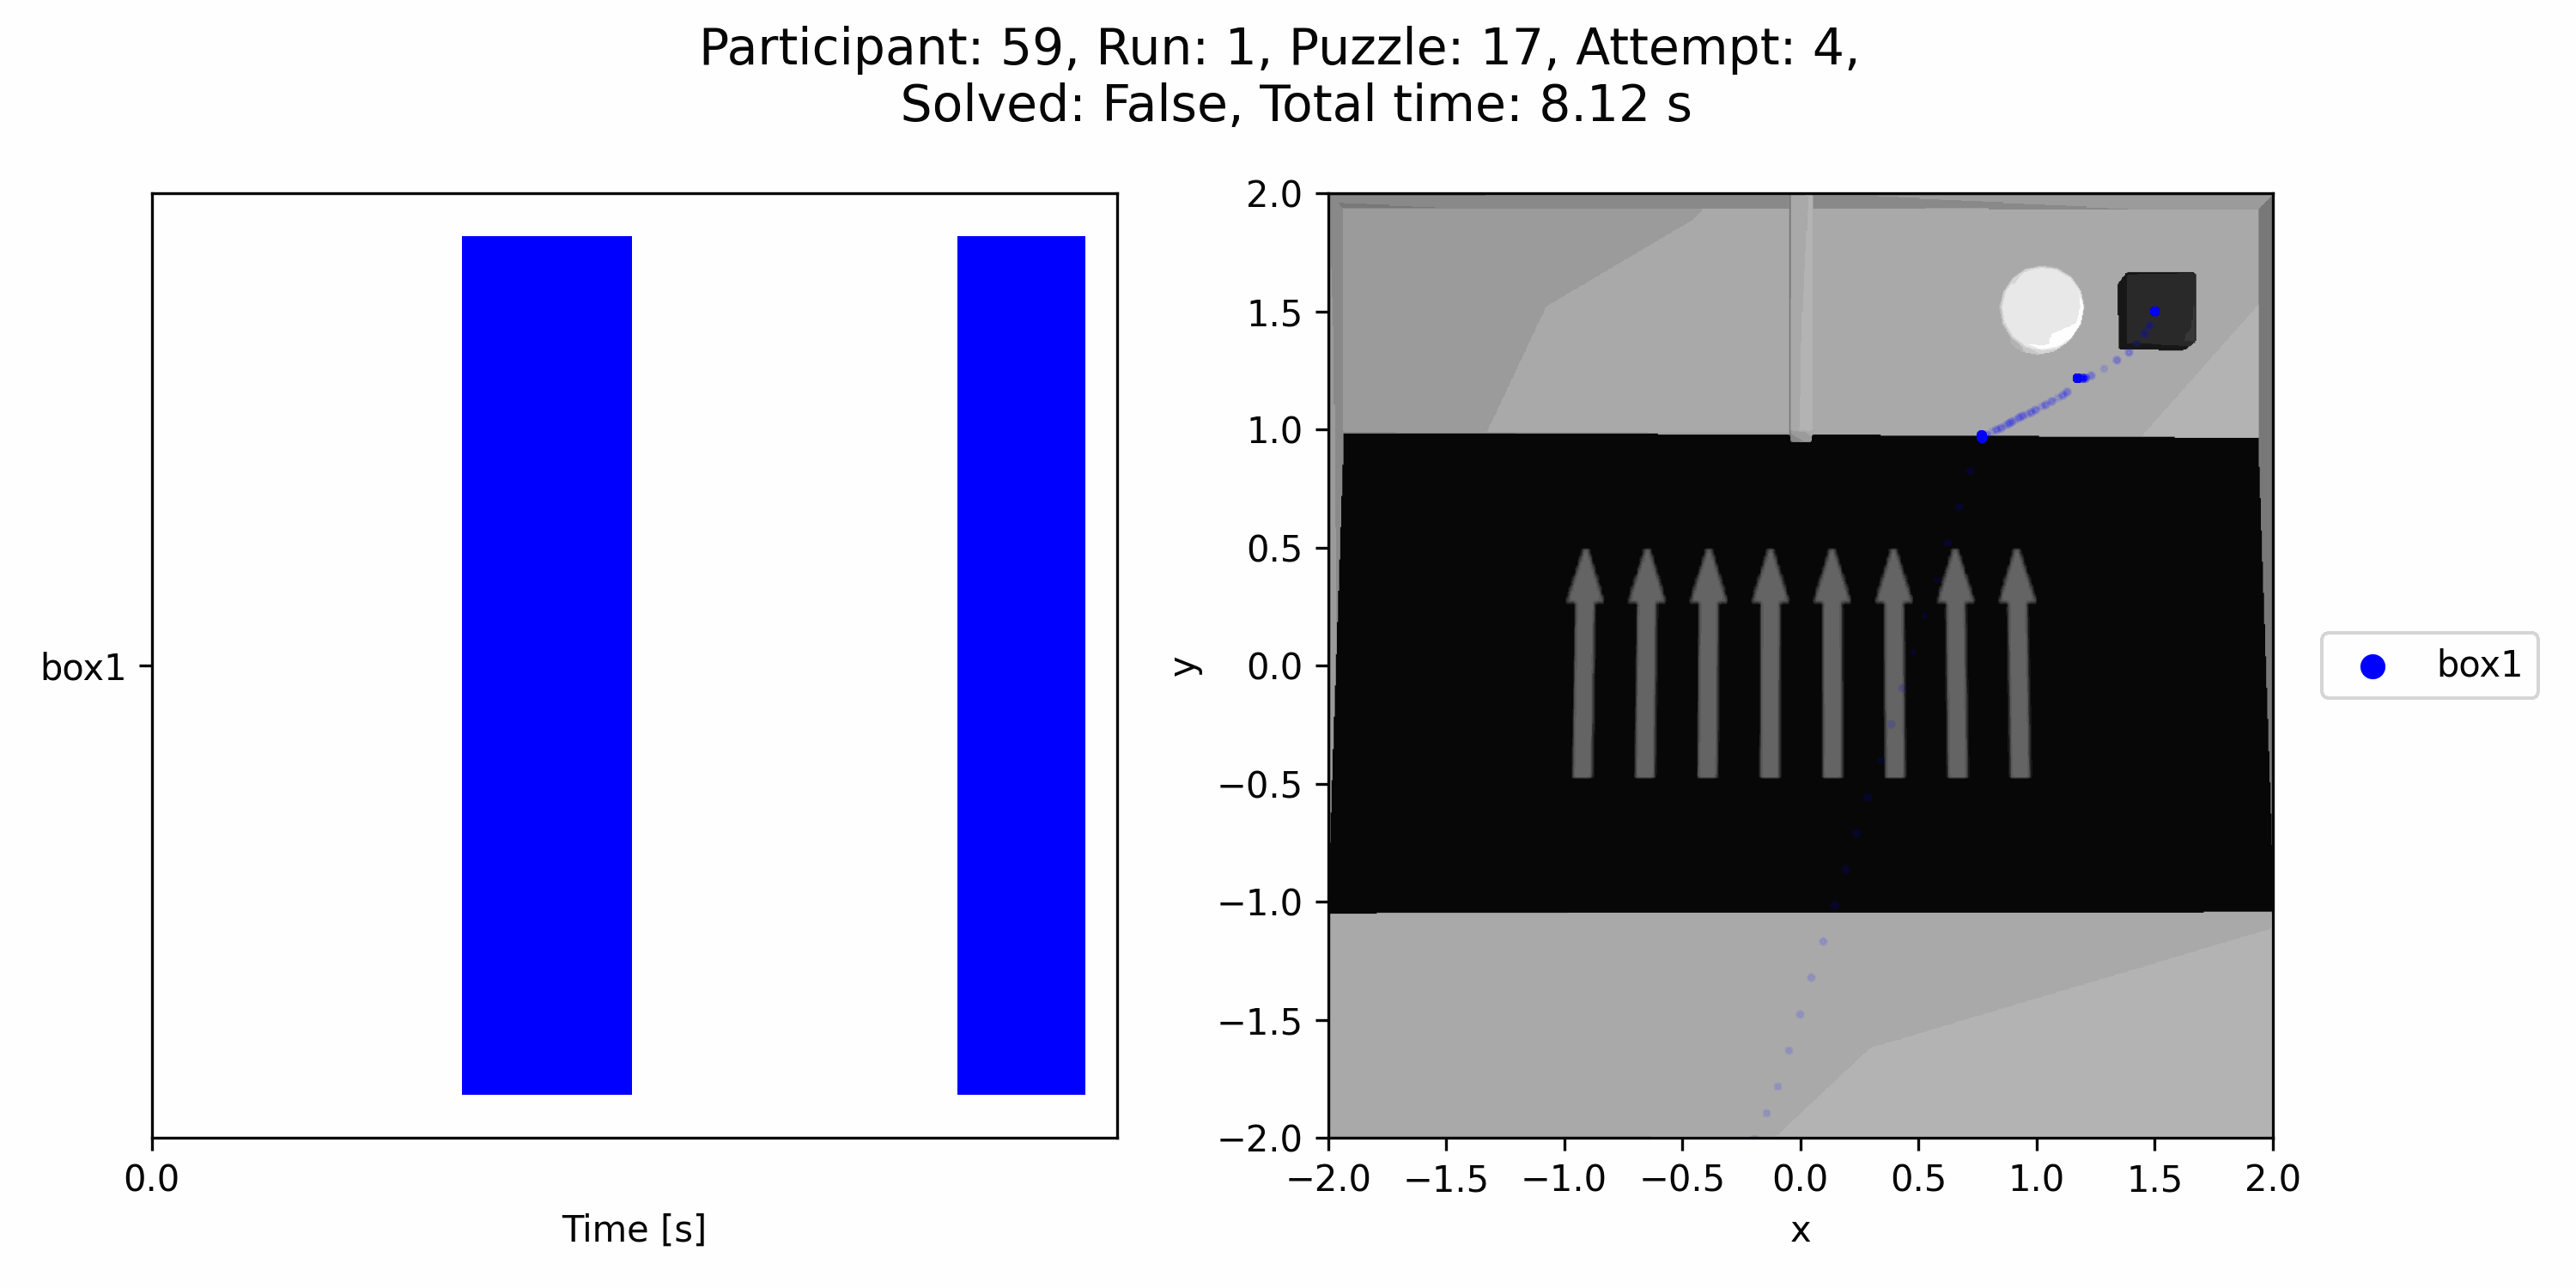 Participant: 59, Run: 1, Puzzle: 17, Attempt: 4,
Solved: False, Total time: 8.12 s
box1
0.0
Time [s]
2.0
1.5
1.0
0.5
0.0
−0.5
−1.0
−1.5
−2.0
y
−2.0 −1.5 −1.0 −0.5 0.0 0.5 1.0 1.5 2.0
x
box1